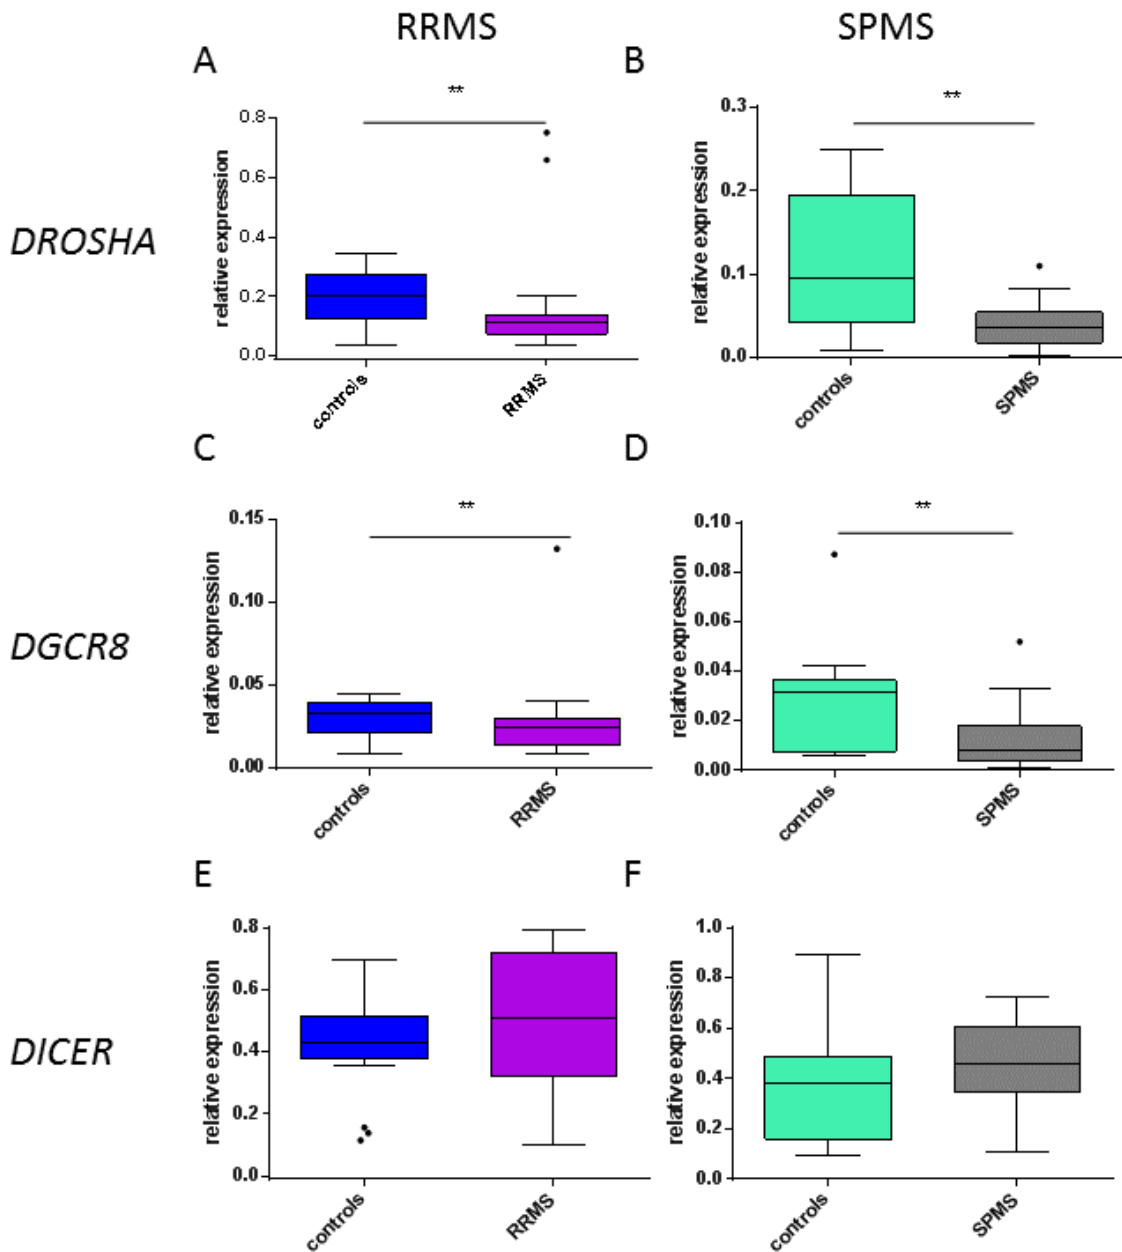 RRMS
SPMS
A
B
**
**
DROSHA
relative expression
0.8
0.6
0.4
0.2
0.0
controls
RRMS
relative expression
0.3
0.2
0.1
0.0
controls
SPMS
C
D
**
**
DGCR8
relative expression
0.15
0.10
0.05
0.00
controls
RRMS
relative expression
0.10
0.08
0.06
0.04
0.02
0.00
controls
SPMS
E
F
DICER
relative expression
0.8
0.6
0.4
0.2
0.0
controls
RRMS
relative expression
1.0
0.8
0.6
0.4
0.2
0.0
controls
SPMS